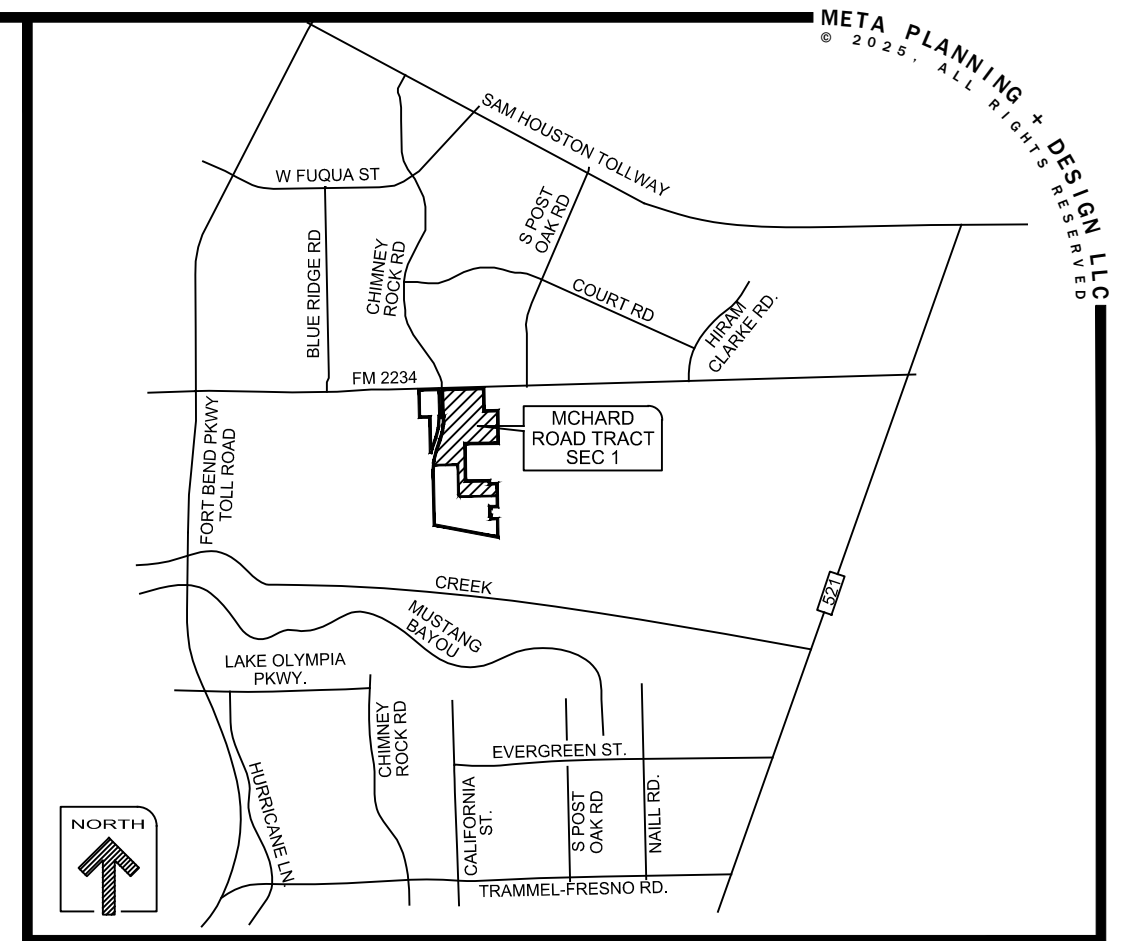 META PLANNING + DESIGN LLC
© 2025, ALL RIGHTS RESERVED
SAM HOUSTON TOLLWAY
W FUQUA ST
S POST
OAK RD
BLUE RIDGE RD
CHIMNEY
ROCK RD
COURT RD
HIRAM
CLARKE RD.
FM 2234
MCHARD
ROAD TRACT
SEC 1
FORT BEND PKWY
TOLL ROAD
CREEK
521
MUSTANG
BAYOU
LAKE OLYMPIA
PKWY.
CHIMNEY
ROCK RD
EVERGREEN ST.
HURRICANE LN.
CALIFORNIA
ST.
S POST
OAK RD
NAILL RD.
NORTH
TRAMMEL-FRESNO RD.